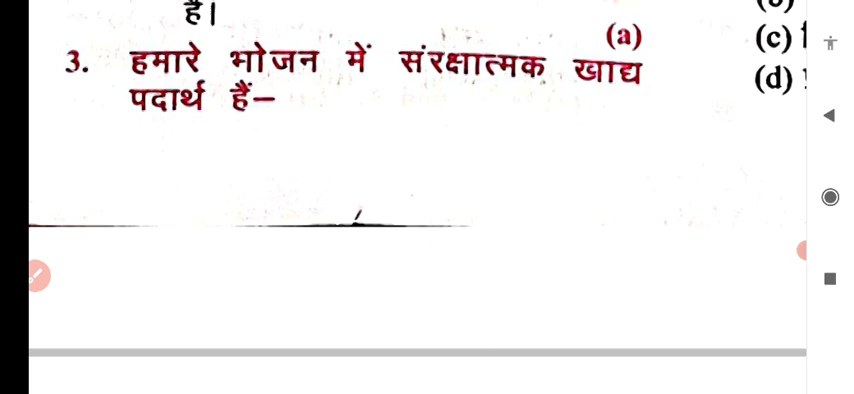 है।
(a)
3. हमारे भोजन में संरक्षात्मक खाद्य
पदार्थ हैं–
(c)
(d)